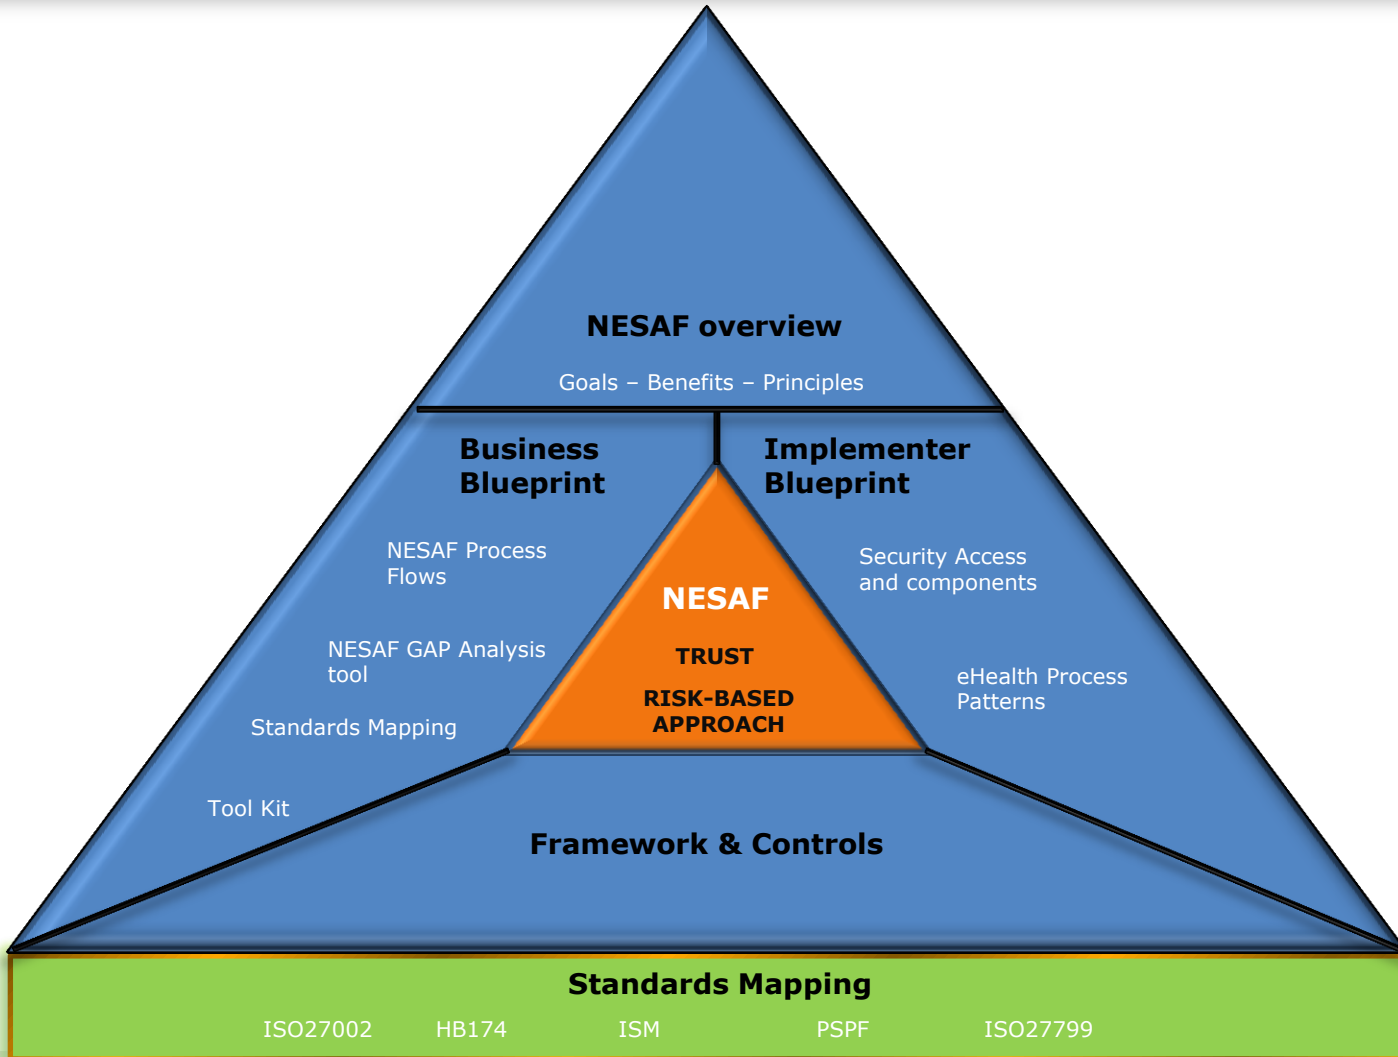 NESAF overview
Goals – Benefits – Principles
Business
Blueprint
NESAF Process
Flows
NESAF GAP Analysis
tool
Standards Mapping
Tool Kit
Implementer
Blueprint
Security Access
and components
eHealth Process
Patterns
NESAF
TRUST
RISK-BASED
APPROACH
Framework & Controls
Standards Mapping
ISO27002 HB174 ISM PSPF ISO27799